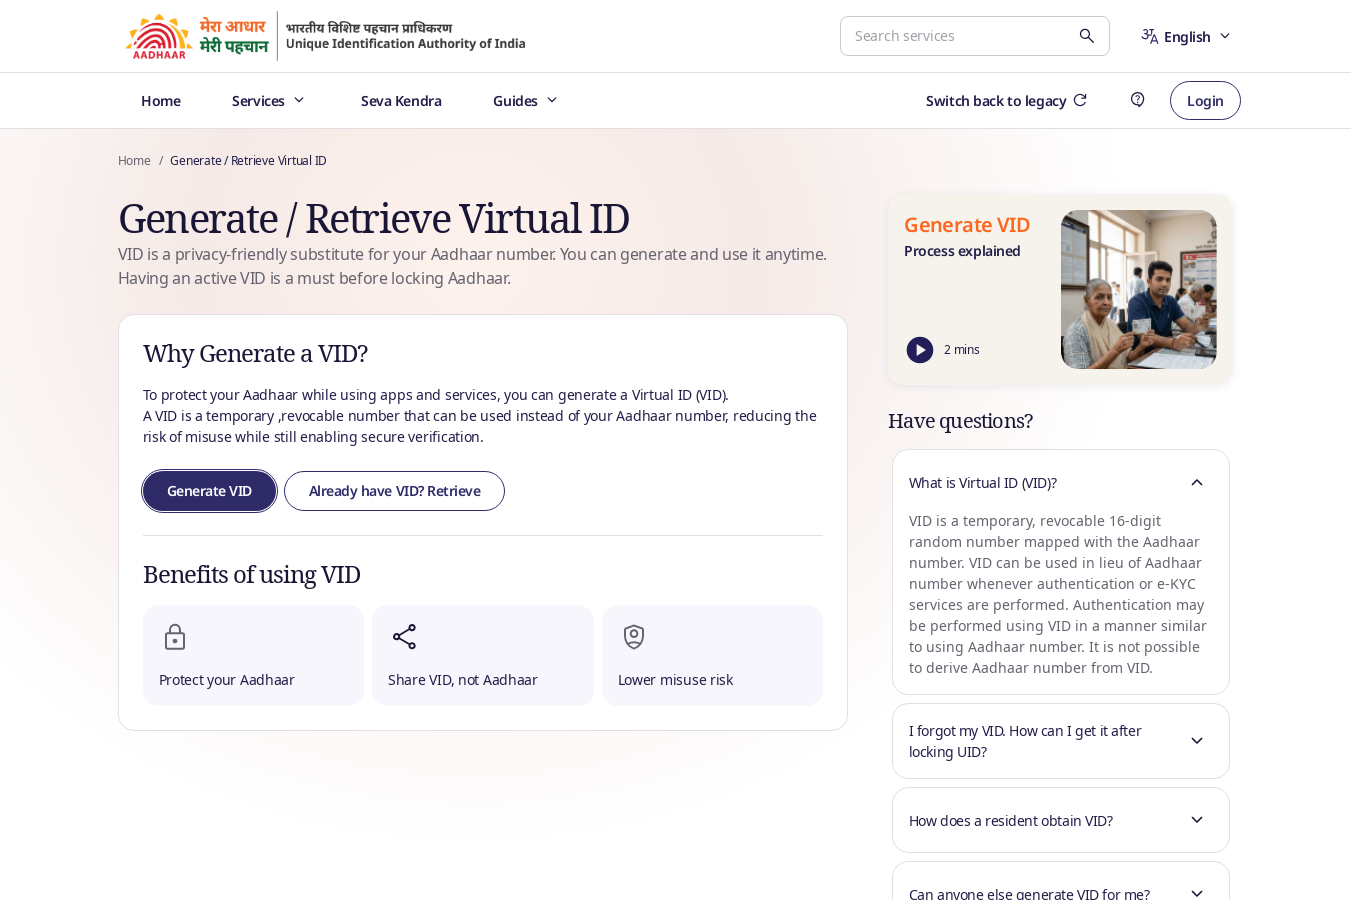 मेरा आधार
मेरी पहचान
AADHAAR
भारतीय विशिष्ट पहचान प्राधिकरण
Unique Identification Authority of India
Search services
English
Home
Services
Seva Kendra
Guides
Switch back to legacy
Login
Home / Generate / Retrieve Virtual ID
Generate / Retrieve Virtual ID
VID is a privacy-friendly substitute for your Aadhaar number. You can generate and use it anytime.
Having an active VID is a must before locking Aadhaar.
Why Generate a VID?
To protect your Aadhaar while using apps and services, you can generate a Virtual ID (VID).
A VID is a temporary ,revocable number that can be used instead of your Aadhaar number, reducing the
risk of misuse while still enabling secure verification.
Generate VID
Already have VID? Retrieve
Benefits of using VID
Protect your Aadhaar
Share VID, not Aadhaar
Lower misuse risk
Generate VID
Process explained
2 mins
Have questions?
What is Virtual ID (VID)?
VID is a temporary, revocable 16-digit
random number mapped with the Aadhaar
number. VID can be used in lieu of Aadhaar
number whenever authentication or e-KYC
services are performed. Authentication may
be performed using VID in a manner similar
to using Aadhaar number. It is not possible
to derive Aadhaar number from VID.
I forgot my VID. How can I get it after
locking UID?
How does a resident obtain VID?
Can anyone else generate VID for me?